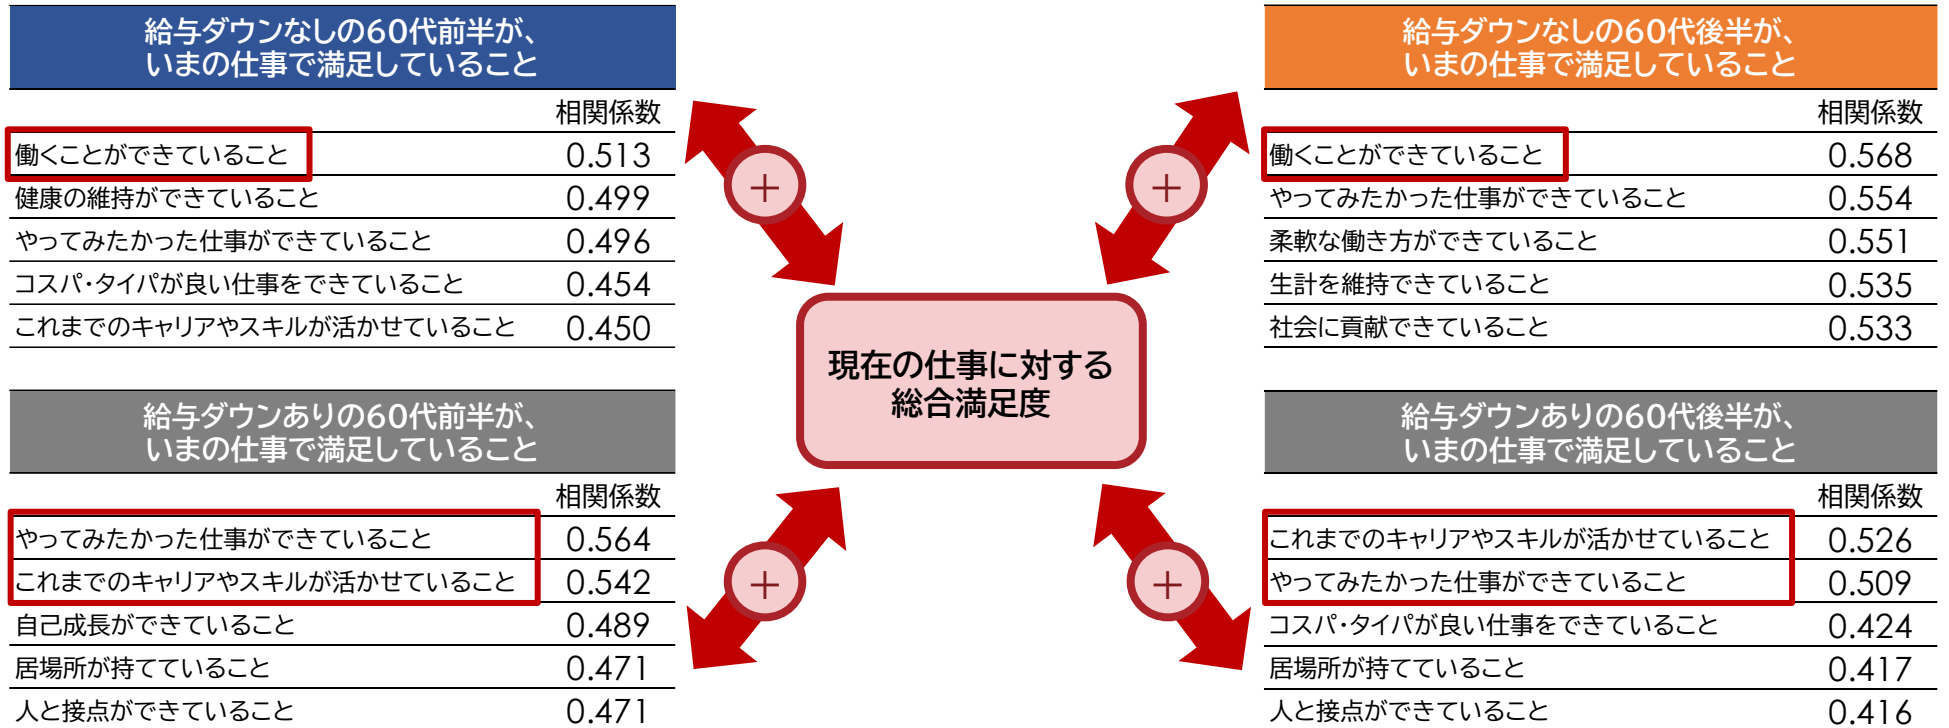 給与ダウンなしの60代前半が、
いまの仕事で満足していること
相関係数
働くことができていること 0.513
健康の維持ができていること 0.499
やってみたかった仕事ができていること 0.496
コスパ・タイパが良い仕事をできていること 0.454
これまでのキャリアやスキルが活かせていること 0.450
給与ダウンありの60代前半が、
いまの仕事で満足していること
相関係数
やってみたかった仕事ができていること 0.564
これまでのキャリアやスキルが活かせていること 0.542
自己成長ができていること 0.489
居場所が持てていること 0.471
人と接点ができていること 0.471
+
+
現在の仕事に対する
総合満足度
+
+
給与ダウンなしの60代後半が、
いまの仕事で満足していること
相関係数
働くことができていること 0.568
やってみたかった仕事ができていること 0.554
柔軟な働き方ができていること 0.551
生計を維持できていること 0.535
社会に貢献できていること 0.533
給与ダウンありの60代後半が、
いまの仕事で満足していること
相関係数
これまでのキャリアやスキルが活かせていること 0.526
やってみたかった仕事ができていること 0.509
コスパ・タイパが良い仕事をできていること 0.424
居場所が持てていること 0.417
人と接点ができていること 0.416